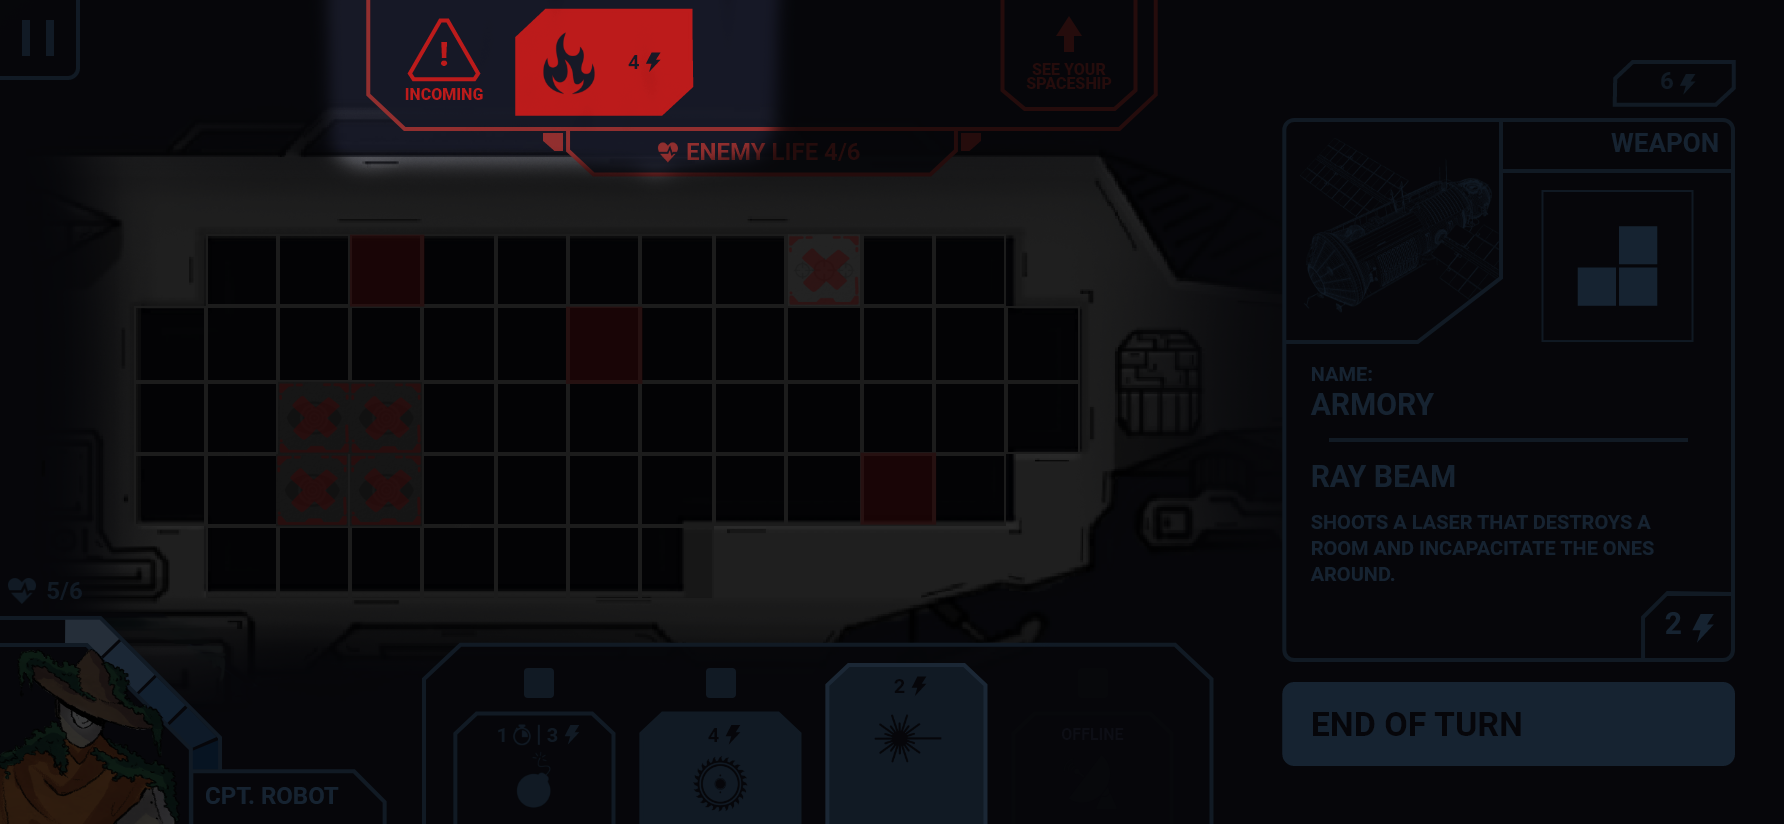 !
INCOMING
4
SEE YOUR
SPACESHIP
ENEMY LIFE 4/6
6
WEAPON
NAME:
ARMORY
RAY BEAM
SHOOTS A LASER THAT DESTROYS A
ROOM AND INCAPACITATE THE ONES
AROUND.
2
END OF TURN
5/6
CPT. ROBOT
1 | 3
4
2
OFFLINE